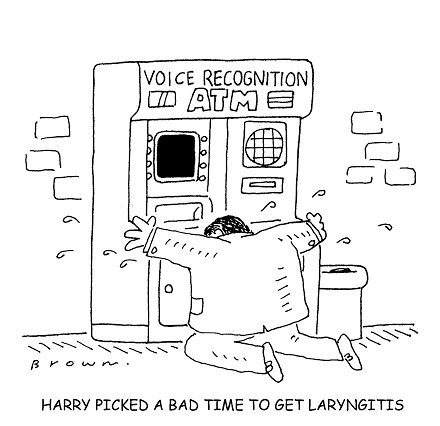 VOICE RECOGNITION
ATM
Brown.
HARRY PICKED A BAD TIME TO GET LARYNGITIS